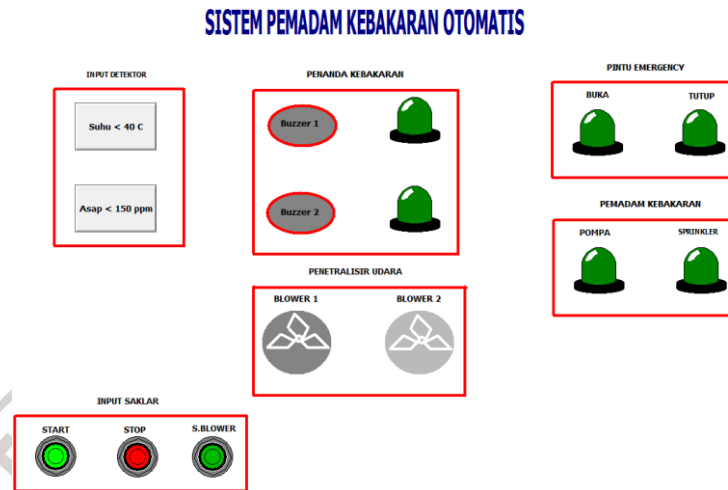 SISTEM PEMADAM KEBAKARAN OTOMATIS
INPUT DETEKTOR
Suhu < 40 C
Asap < 150 ppm
PENANDA KEBAKARAN
Buzzer 1
Buzzer 2
PINTU EMERGENCY
BUKA TUTUP
PEMADAM KEBAKARAN
POMPA SPRINKLER
PENETRALISIR UDARA
BLOWER 1 BLOWER 2
INPUT SAKLAR
START STOP S.BLOWER